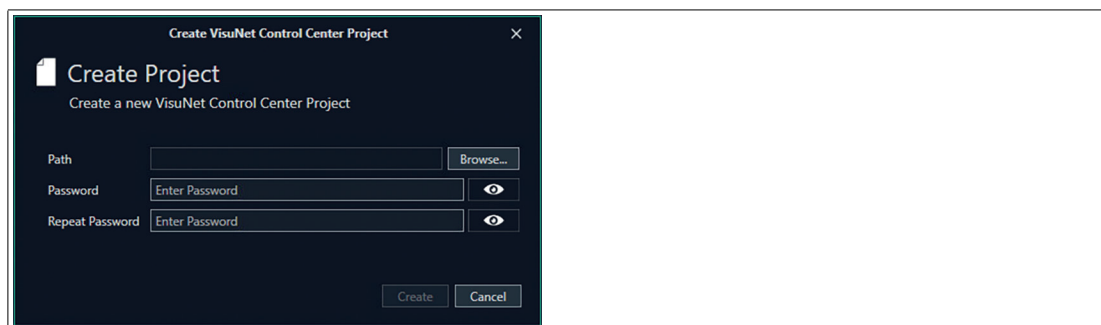 Create VisuNet Control Center Project
Create Project
Create a new VisuNet Control Center Project
Path Browse...
Password Enter Password
Repeat Password Enter Password
Create Cancel